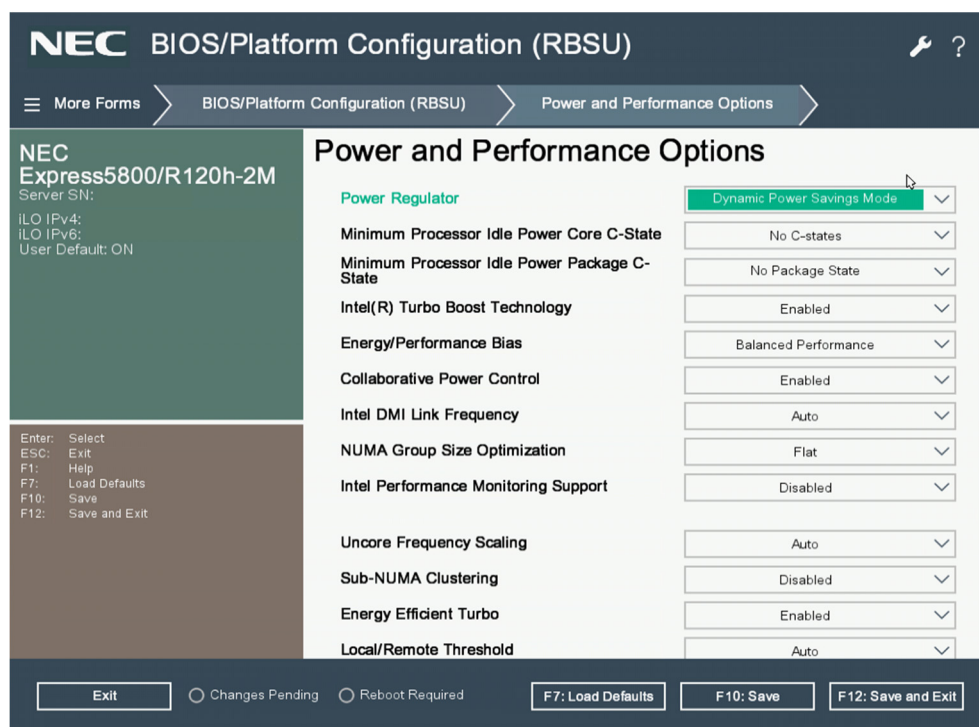 NEC BIOS/Platform Configuration (RBSU)
?
More Forms
BIOS/Platform Configuration (RBSU)
Power and Performance Options
NEC
Express5800/R120h-2M
Server SN:
iLO IPv4:
iLO IPv6:
User Default: ON
Enter: Select
ESC: Exit
F1: Help
F7: Load Defaults
F10: Save
F12: Save and Exit
Power and Performance Options
Power Regulator Dynamic Power Savings Mode
Minimum Processor Idle Power Core C-State No C-states
Minimum Processor Idle Power Package C-
State No Package State
Intel(R) Turbo Boost Technology Enabled
Energy/Performance Bias Balanced Performance
Collaborative Power Control Enabled
Intel DMI Link Frequency Auto
NUMA Group Size Optimization Flat
Intel Performance Monitoring Support Disabled
Uncore Frequency Scaling Auto
Sub-NUMA Clustering Disabled
Energy Efficient Turbo Enabled
Local/Remote Threshold Auto
Exit
Changes Pending
Reboot Required
F7: Load Defaults
F10: Save
F12: Save and Exit